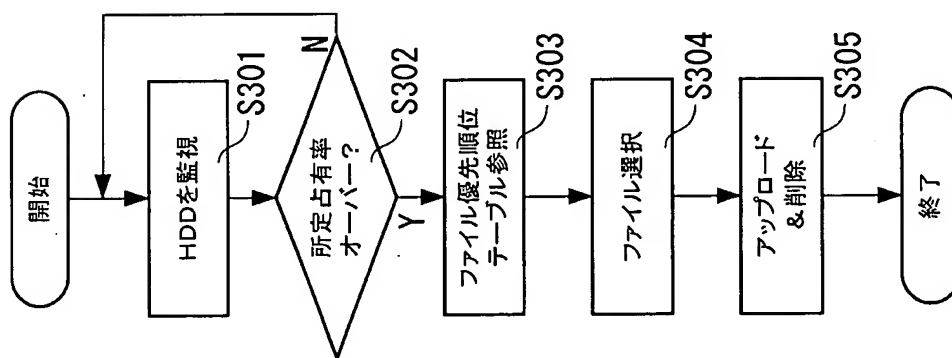 開始
HDDを監視
S301
所定占有率
オーバー?
S302
N
Y
ファイル優先順位
テーブル参照
S303
ファイル選択
S304
アップロード
&削除
S305
終了